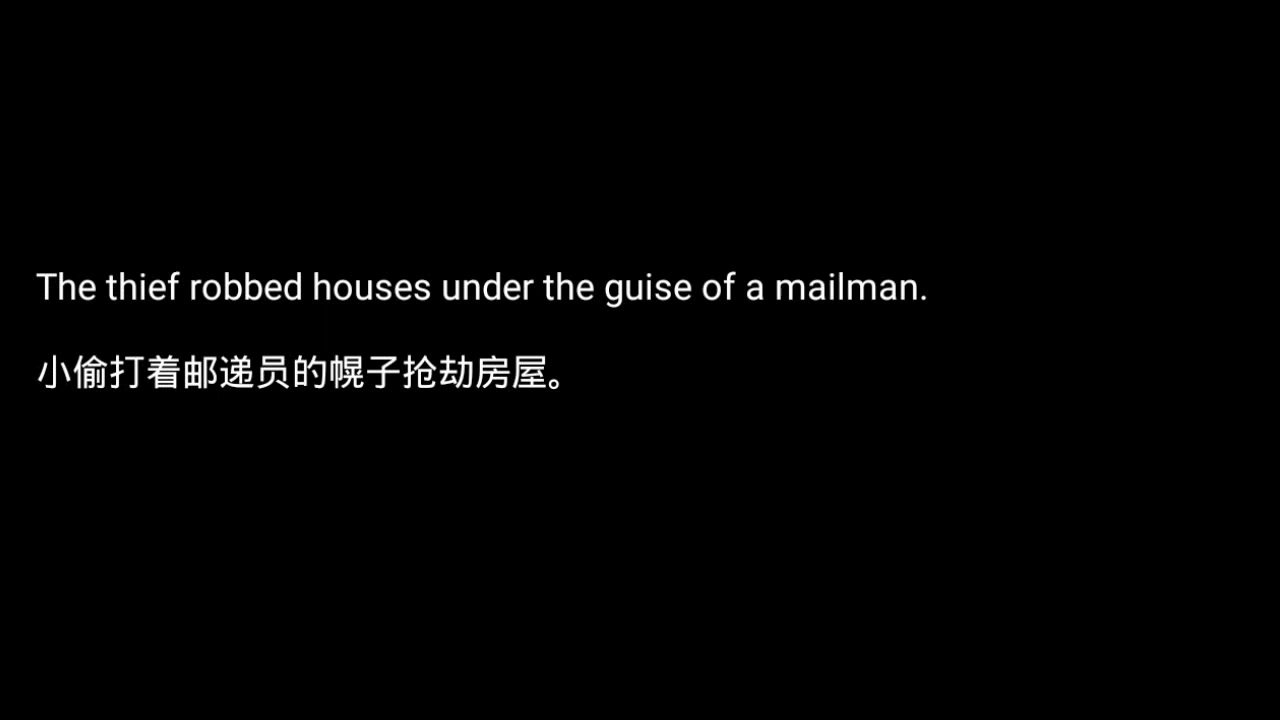 The thief robbed houses under the guise of a mailman.
小偷打着邮递员的幌子抢劫房屋。